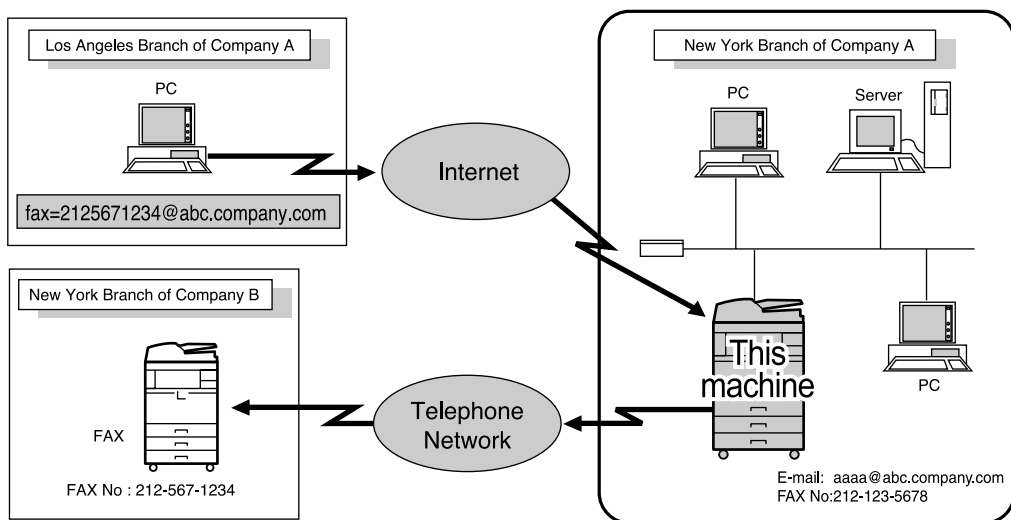 Los Angeles Branch of Company A
PC
fax=2125671234@abc.company.com
Internet
New York Branch of Company A
PC
Server
This
machine
PC
E-mail: aaaa@abc.company.com
FAX No:212-123-5678
New York Branch of Company B
FAX
FAX No : 212-567-1234
Telephone
Network